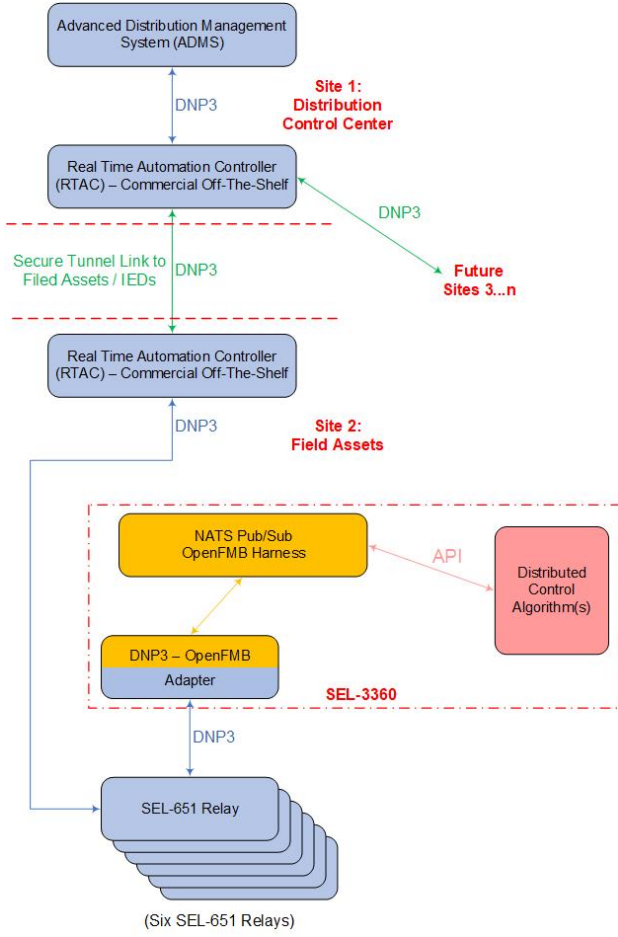 Advanced Distribution Management
System (ADMS)
DNP3
Site 1:
Distribution
Control Center
Real Time Automation Controller
(RTAC) – Commercial Off-The-Shelf
DNP3
Secure Tunnel Link to
Filed Assets / IEDs
DNP3
Future
Sites 3...n
Real Time Automation Controller
(RTAC) – Commercial Off-The-Shelf
DNP3
Site 2:
Field Assets
NATS Pub/Sub
OpenFMB Harness
API
Distributed
Control
Algorithm(s)
DNP3 – OpenFMB
Adapter
SEL-3360
DNP3
SEL-651 Relay
(Six SEL-651 Relays)